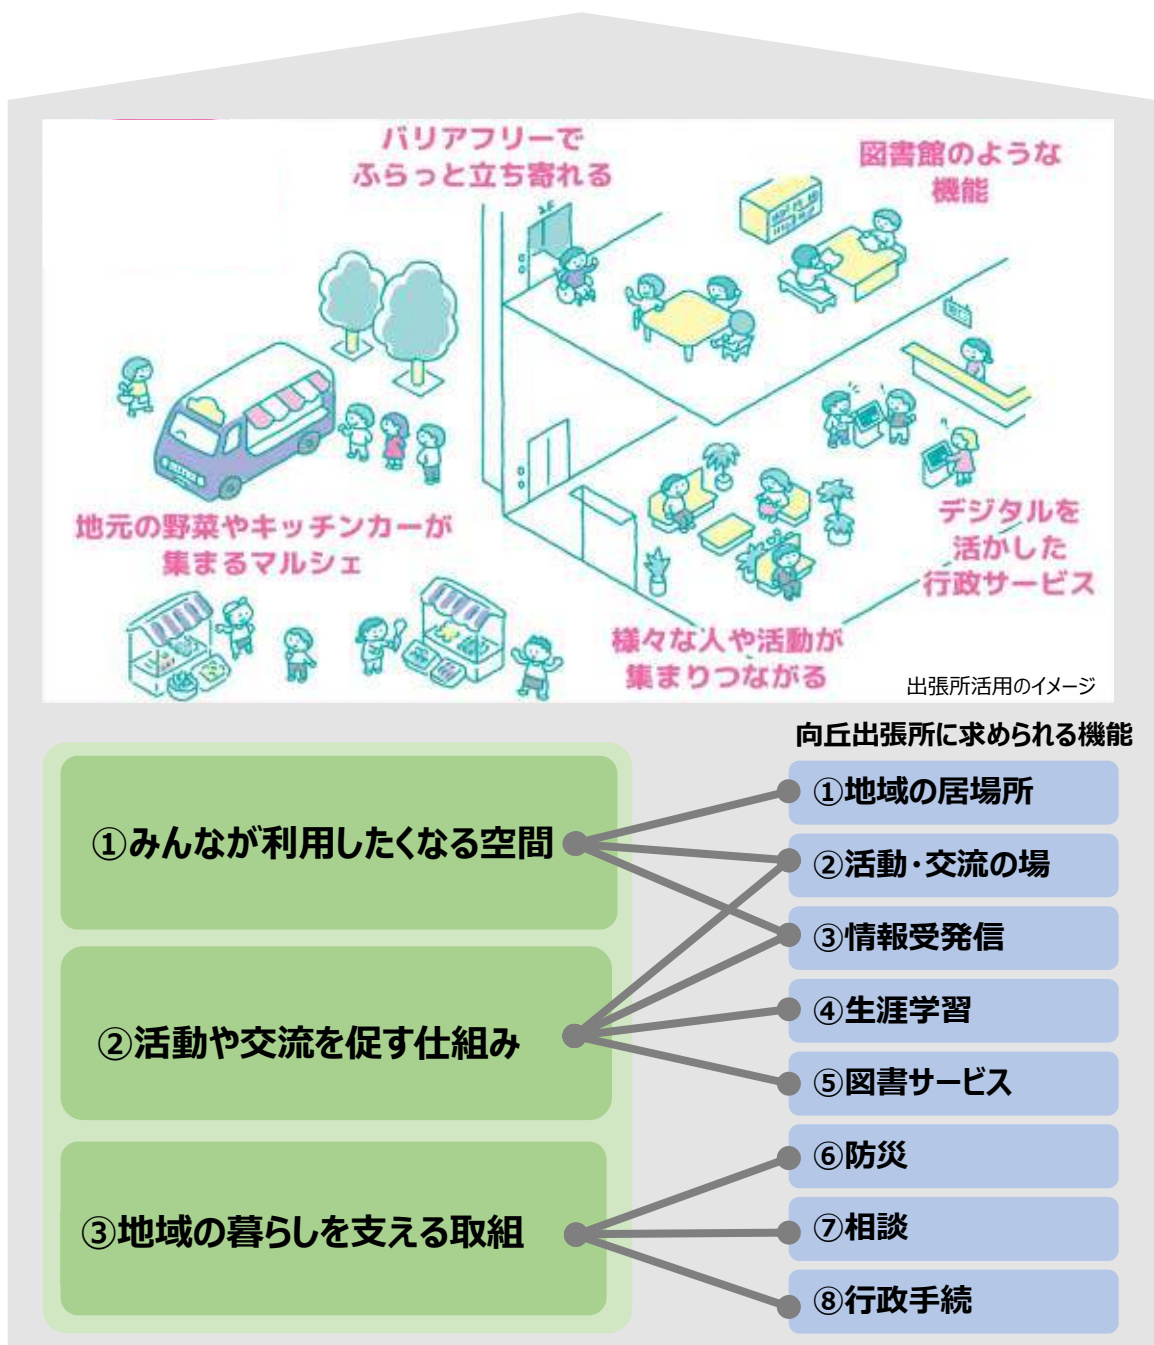 バリアフリーで
ふらっと立ち寄れる
図書館のような
機能
地元の野菜やキッチンカーが
集まるマルシェ
デジタルを
活かした
行政サービス
様々な人や活動が
集まりつながる
出張所活用のイメージ
向丘出張所に求められる機能
①みんなが利用したくなる空間
②活動や交流を促す仕組み
③地域の暮らしを支える取組
①地域の居場所
②活動・交流の場
③情報受発信
④生涯学習
⑤図書サービス
⑥防災
⑦相談
⑧行政手続